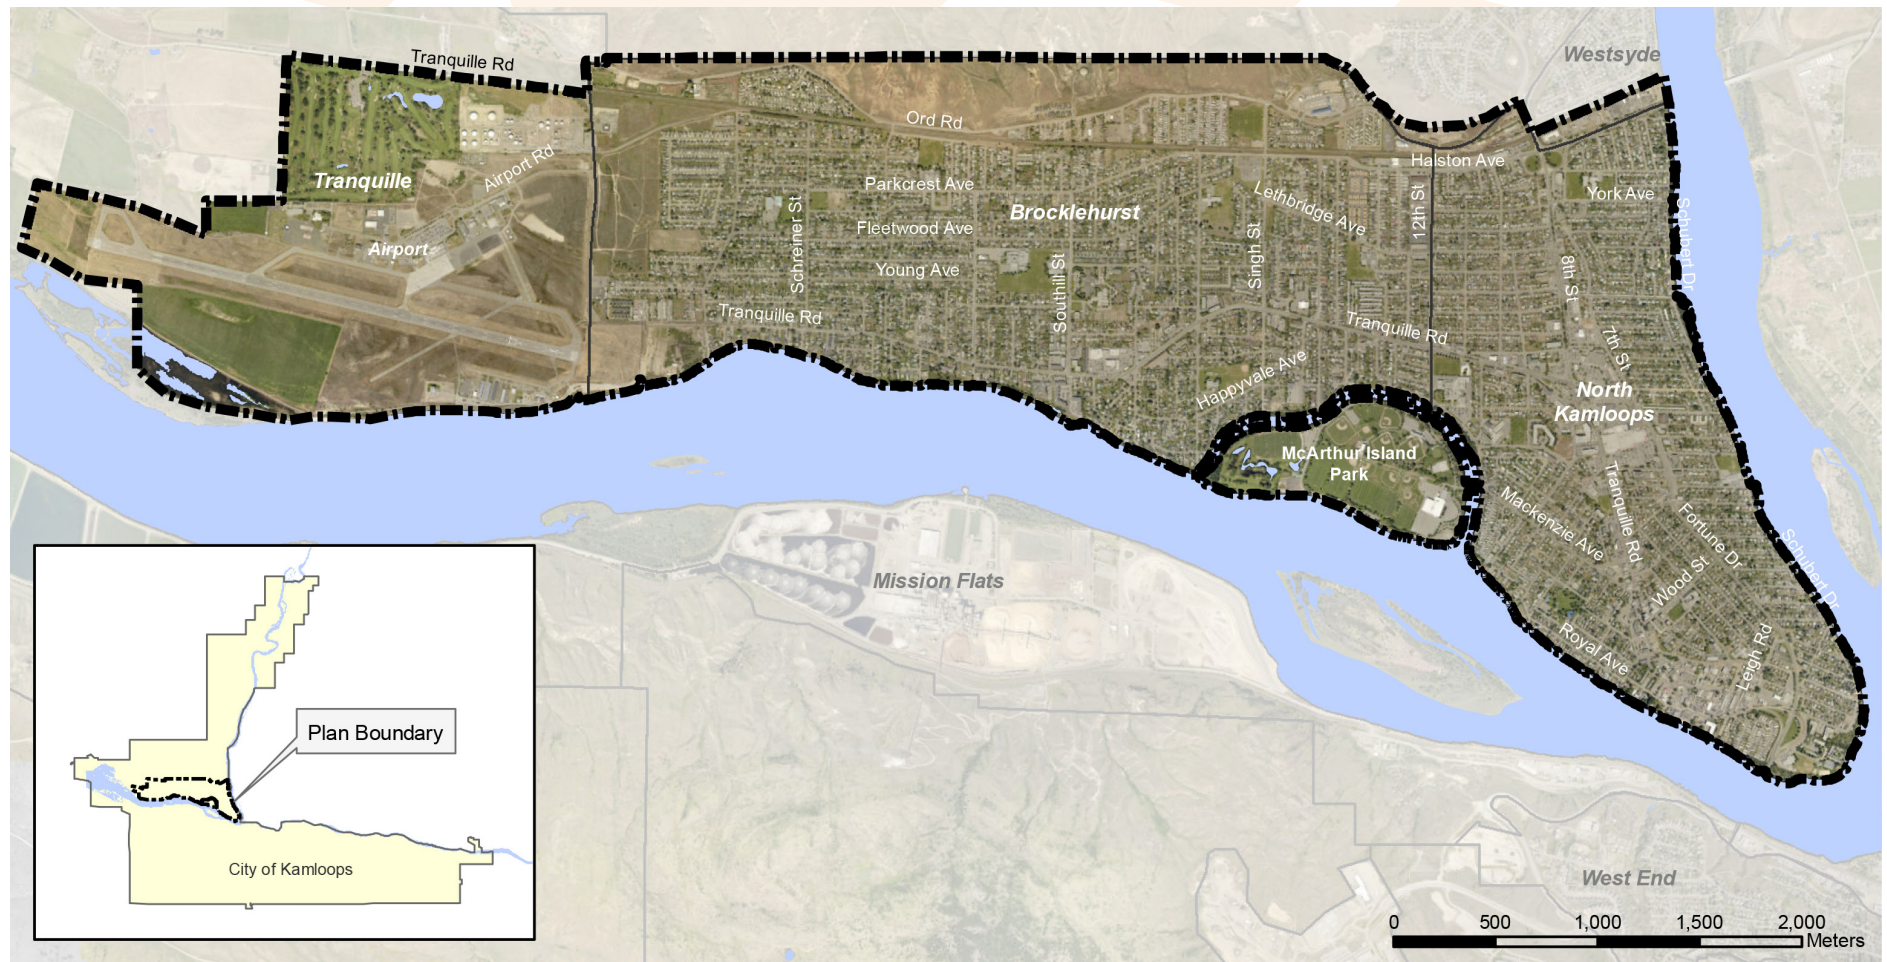 Westsyde
Tranquille Rd
Ord Rd
Halston Ave
Airport Rd
Tranquille
Parkcrest Ave
Lethbridge Ave
York Ave
12th St
Brocklehurst
Schubert Dr
Fleetwood Ave
Schreiner St
Singh St
Airport
Young Ave
Southill St
8th St
Tranquille Rd
Tranquille Rd
7th St
Happyvale Ave
North
Kamloops
McArthur Island
Park
Mackenzie Ave
Tranquille Rd
Fortune Dr
Schubert Dr
Wood St
Mission Flats
Royal Ave
Leigh Rd
Plan Boundary
City of Kamloops
West End
0 500 1,000 1,500 2,000
Meters